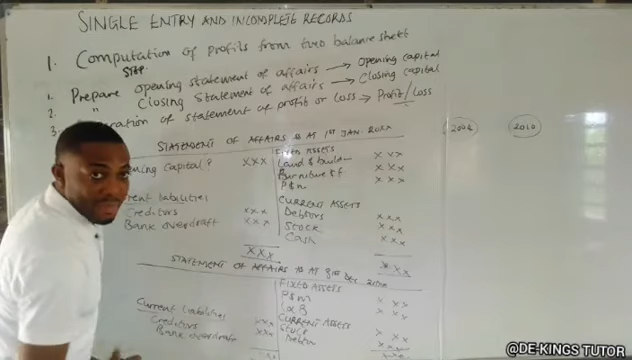 SINGLE ENTRY AND INCOMPLETE RECORDS
1. Computation of profits from two balance sheet
STEP
1. Prepare opening statement of affairs → opening capital
2. " Closing Statement of affairs → Closing capital
3. of statement of profit or loss → Profit/Loss
STATEMENT OF AFFAIRS AS AT 1ST JAN. 20XX
capital? XXX
liabilities
Creditors XXX
Bank overdraft XXX
XXX
FIXED ASSETS
Land & build XXX
Furniture & f XXX
P&M XXX
CURRENT ASSETS
Debtors XXX
Stock XXX
Cash XXX
XXX
STATEMENT OF AFFAIRS AS AT 31ST DEC. 20XX
Current liabilities
Creditors XXX
Bank overdraft XXX
FIXED ASSETS
P&M X XX
L&B X XX
CURRENT ASSETS
Stock X XX
Debtors XXX
XXX
2010
@DE-KINGS TUTOR